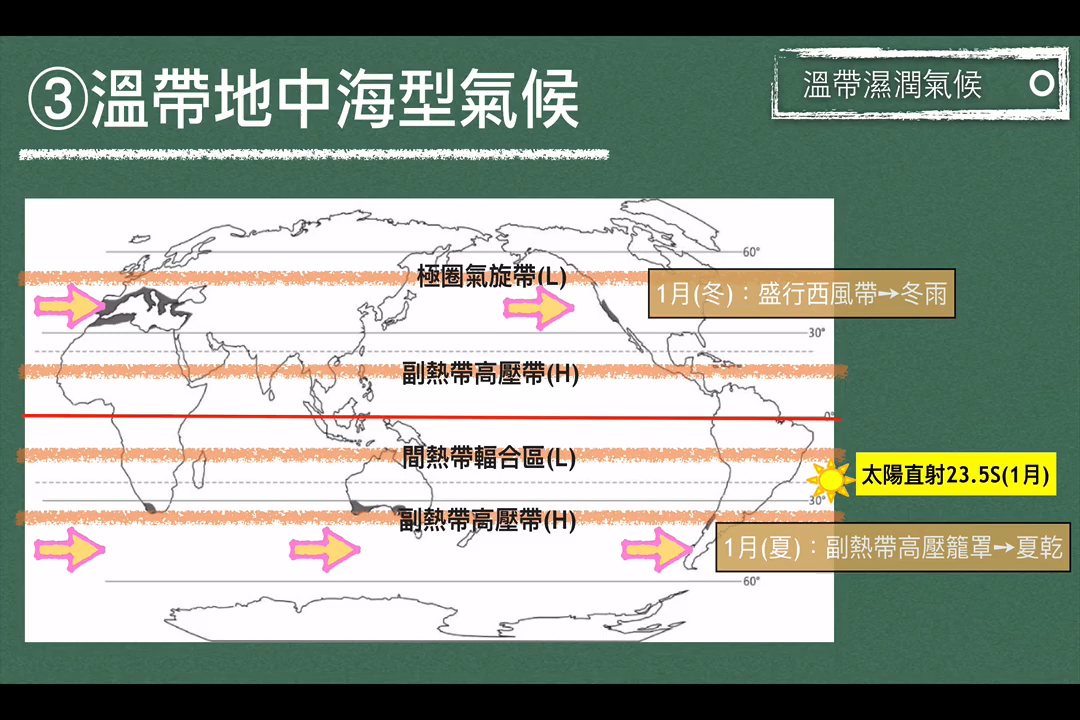 ③溫帶地中海型氣候
溫帶濕潤氣候
60°
極圈氣旋帶(L)
1月(冬)：盛行西風帶→冬雨
30°
副熱帶高壓帶(H)
0°
間熱帶輻合區(L)
太陽直射23.5S(1月)
30°
副熱帶高壓帶(H)
1月(夏)：副熱帶高壓籠罩→夏乾
60°